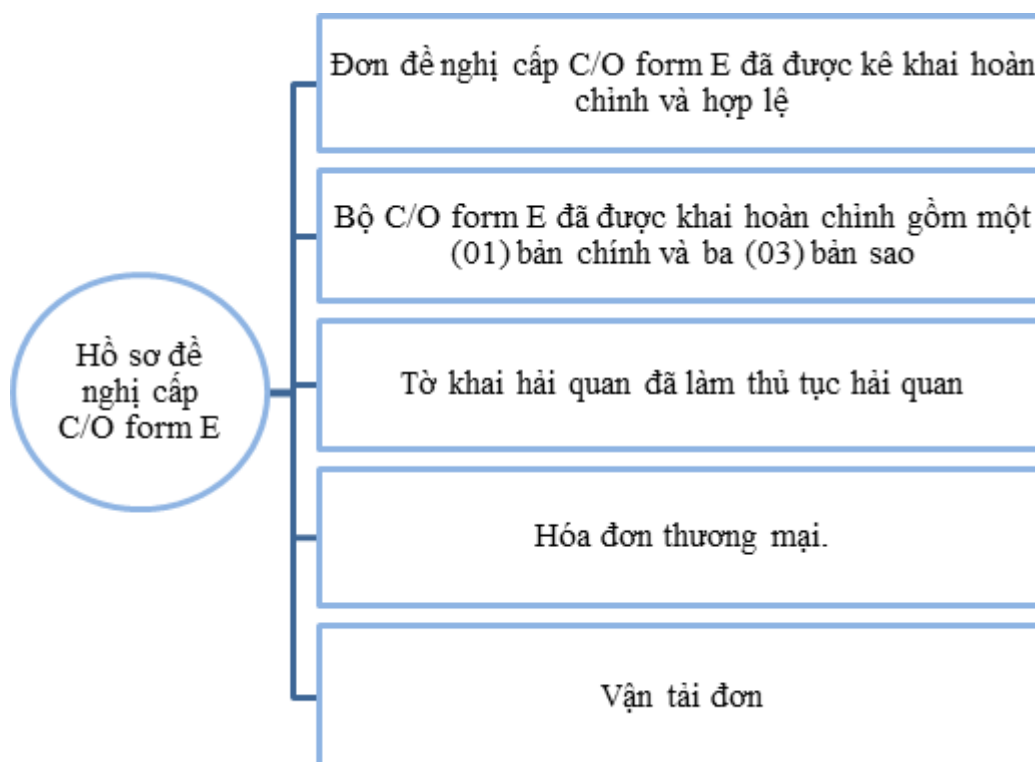 Đơn đề nghị cấp C/O form E đã được kê khai hoàn
chỉnh và hợp lệ
Bộ C/O form E đã được khai hoàn chỉnh gồm một
(01) bản chính và ba (03) bản sao
Hồ sơ đề
nghị cấp
C/O form E
Tờ khai hải quan đã làm thủ tục hải quan
Hóa đơn thương mại.
Vận tải đơn